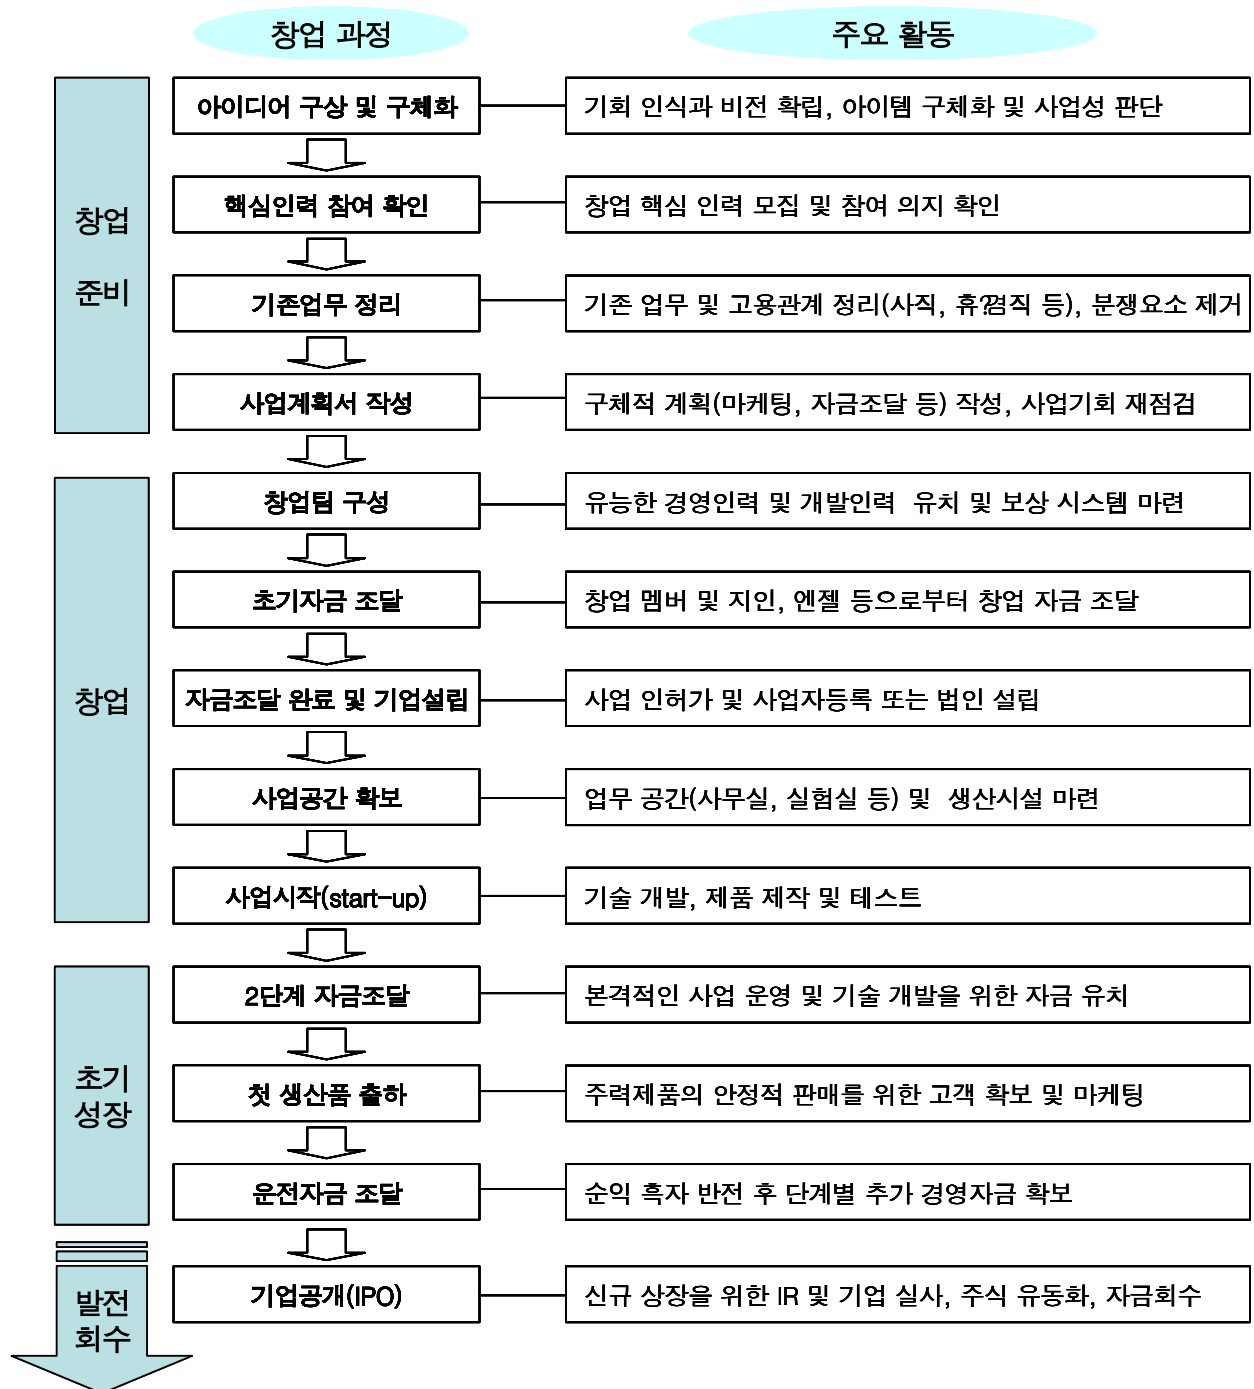 창업 과정
주요 활동
창업
준비
아이디어 구상 및 구체화
기회 인식과 비전 확립, 아이템 구체화 및 사업성 판단
핵심인력 참여 확인
창업 핵심 인력 모집 및 참여 의지 확인
기존업무 정리
기존 업무 및 고용관계 정리(사직, 휴?겸직 등), 분쟁요소 제거
사업계획서 작성
구체적 계획(마케팅, 자금조달 등) 작성, 사업기회 재점검
창업
창업팀 구성
유능한 경영인력 및 개발인력 유치 및 보상 시스템 마련
초기자금 조달
창업 멤버 및 지인, 엔젤 등으로부터 창업 자금 조달
자금조달 완료 및 기업설립
사업 인허가 및 사업자등록 또는 법인 설립
사업공간 확보
업무 공간(사무실, 실험실 등) 및 생산시설 마련
사업시작(start-up)
기술 개발, 제품 제작 및 테스트
초기
성장
2단계 자금조달
본격적인 사업 운영 및 기술 개발을 위한 자금 유치
첫 생산품 출하
주력제품의 안정적 판매를 위한 고객 확보 및 마케팅
운전자금 조달
순익 흑자 반전 후 단계별 추가 경영자금 확보
발전
회수
기업공개(IPO)
신규 상장을 위한 IR 및 기업 실사, 주식 유동화, 자금회수